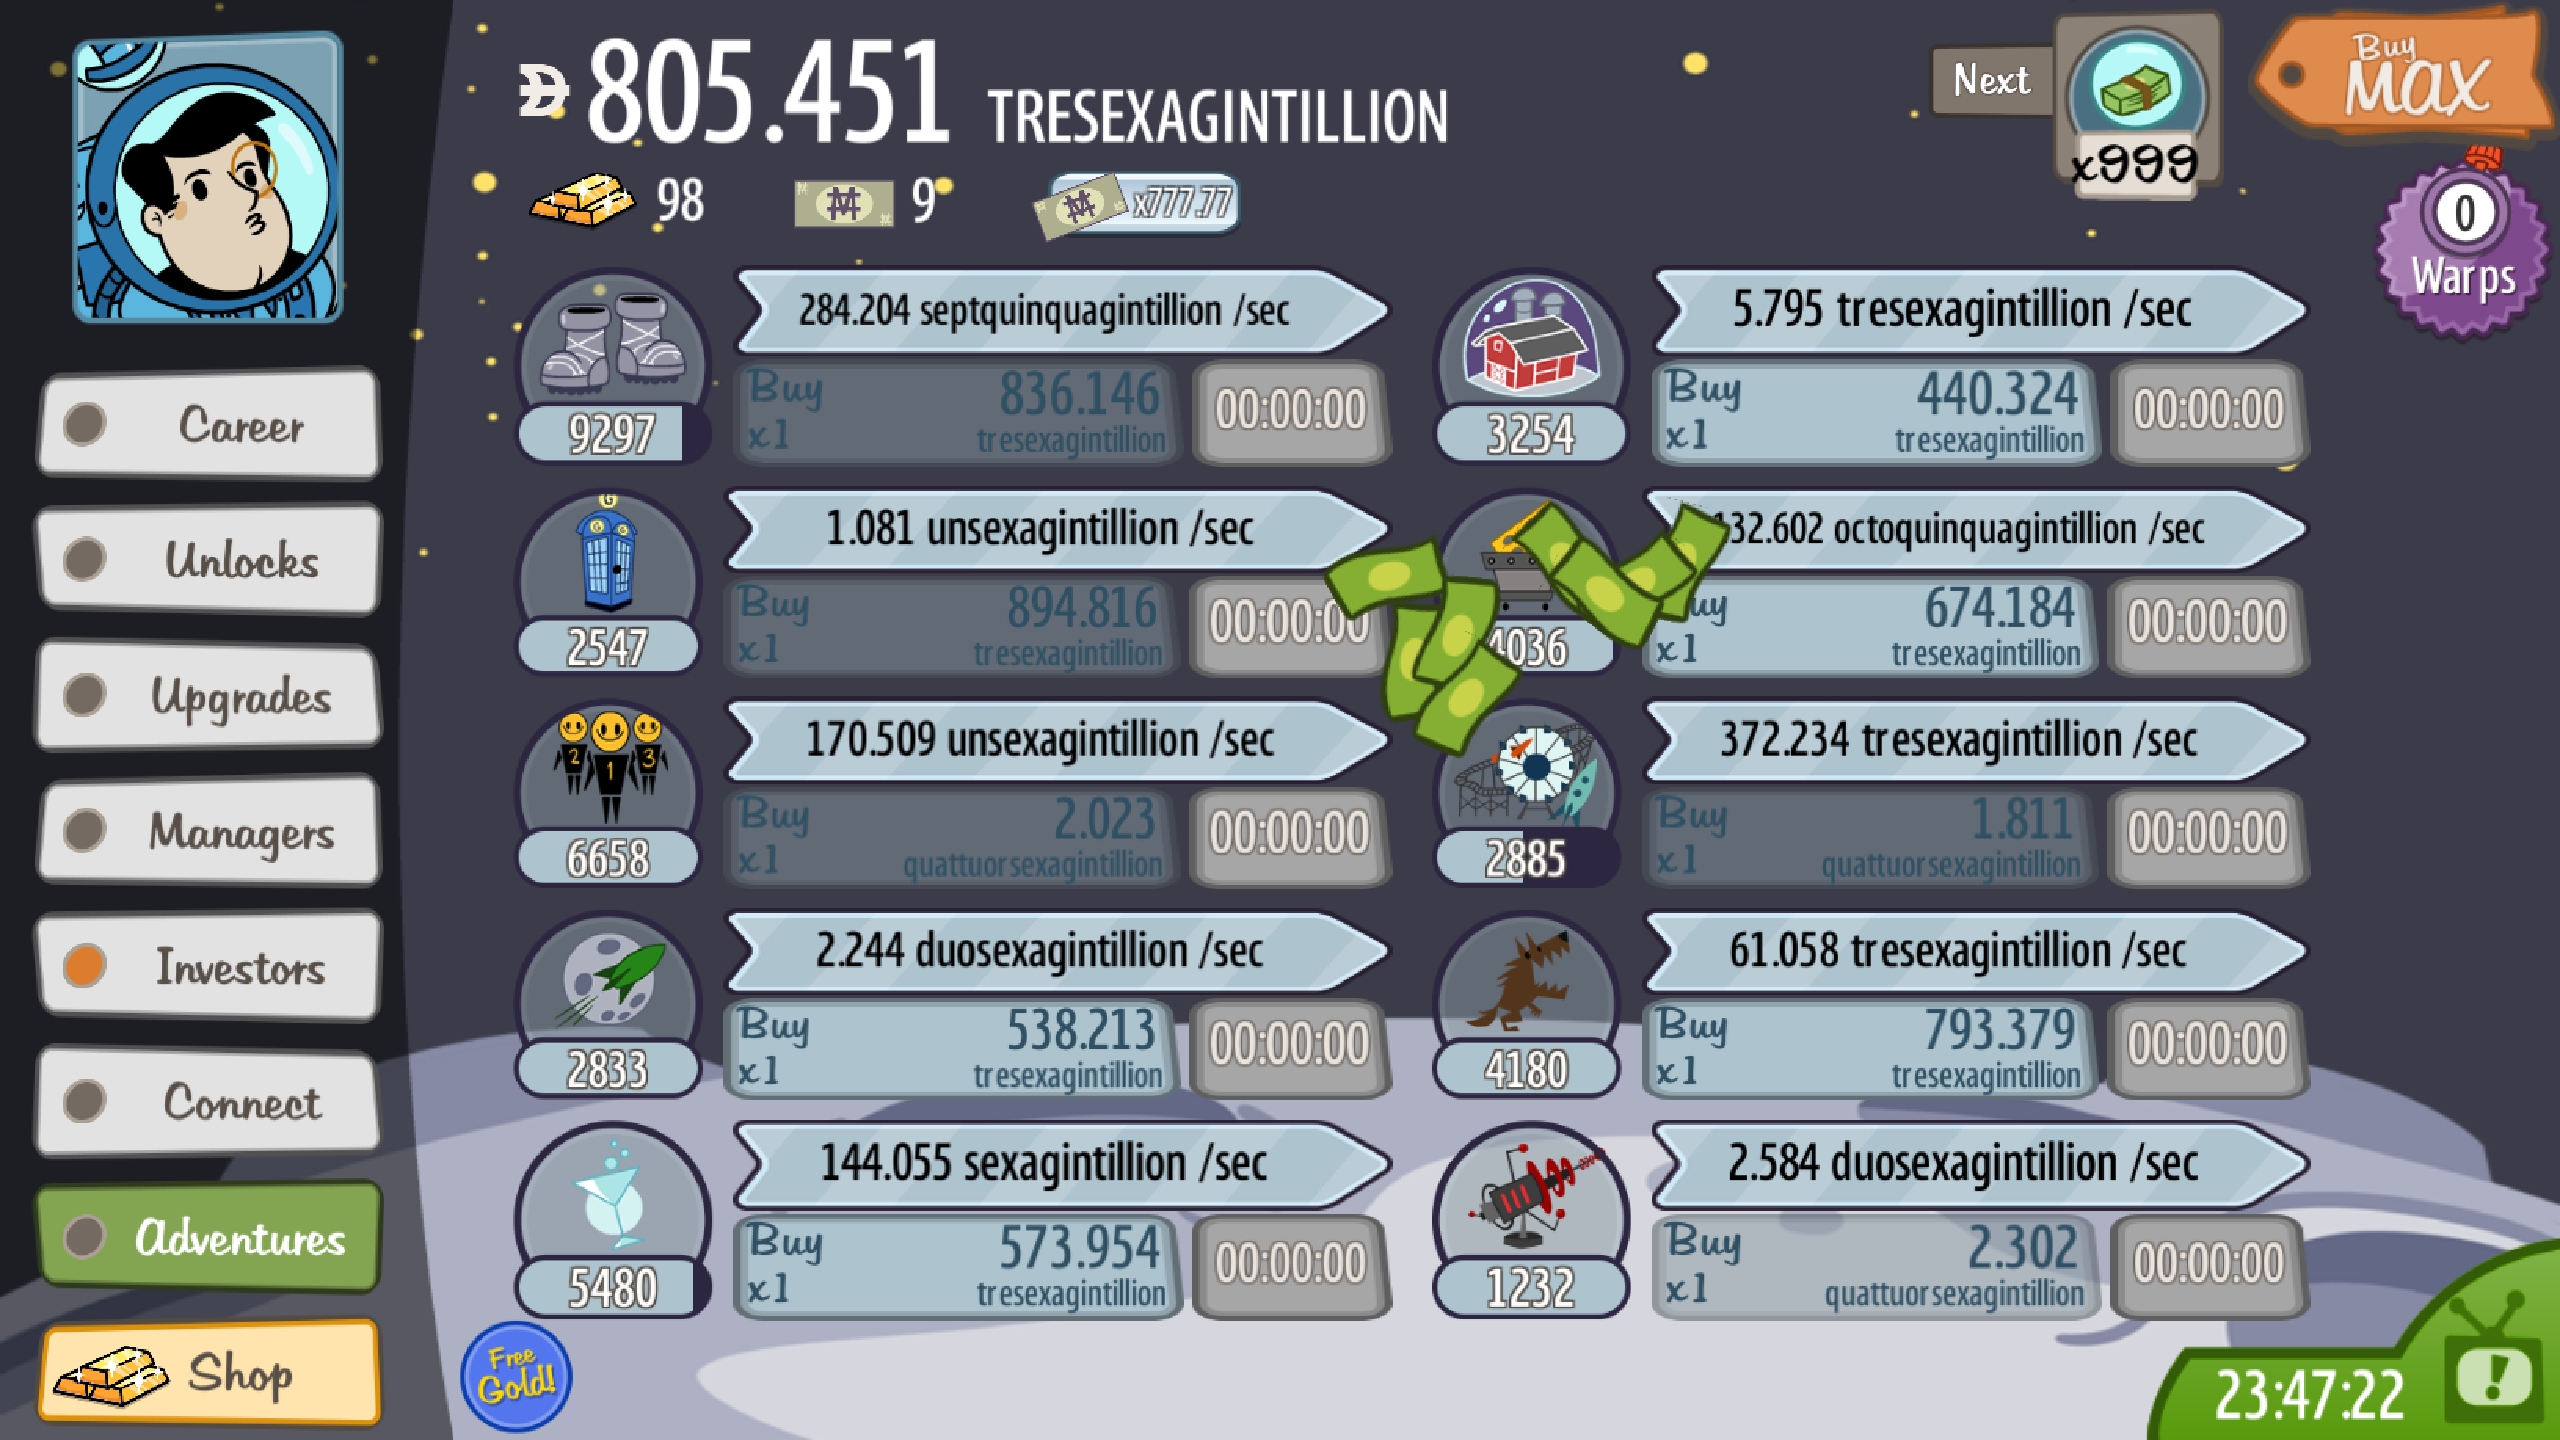 805.451 TRESEXAGINTILLION
Next
x999
Buy
MAX
98
9
x777.77
0
Warps
Career
Unlocks
Upgrades
Managers
Investors
Connect
Adventures
Shop
284.204 septquinquagintillion /sec
9297
Buy 836.146
x1 tresexagintillion
00:00:00
5.795 tresexagintillion /sec
3254
Buy 440.324
x1 tresexagintillion
00:00:00
1.081 unsexagintillion /sec
2547
Buy 894.816
x1 tresexagintillion
00:00:00
132.602 octoquinquagintillion /sec
4036
Buy 674.184
x1 tresexagintillion
00:00:00
170.509 unsexagintillion /sec
2 1 3
6658
Buy 2.023
x1 quattuorsexagintillion
00:00:00
372.234 tresexagintillion /sec
2885
Buy 1.811
x1 quattuorsexagintillion
00:00:00
2.244 duosexagintillion /sec
2833
Buy 538.213
x1 tresexagintillion
00:00:00
61.058 tresexagintillion /sec
4180
Buy 793.379
x1 tresexagintillion
00:00:00
144.055 sexagintillion /sec
5480
Buy 573.954
x1 tresexagintillion
00:00:00
2.584 duosexagintillion /sec
1232
Buy 2.302
x1 quattuorsexagintillion
00:00:00
Free
Gold!
23:47:22
!